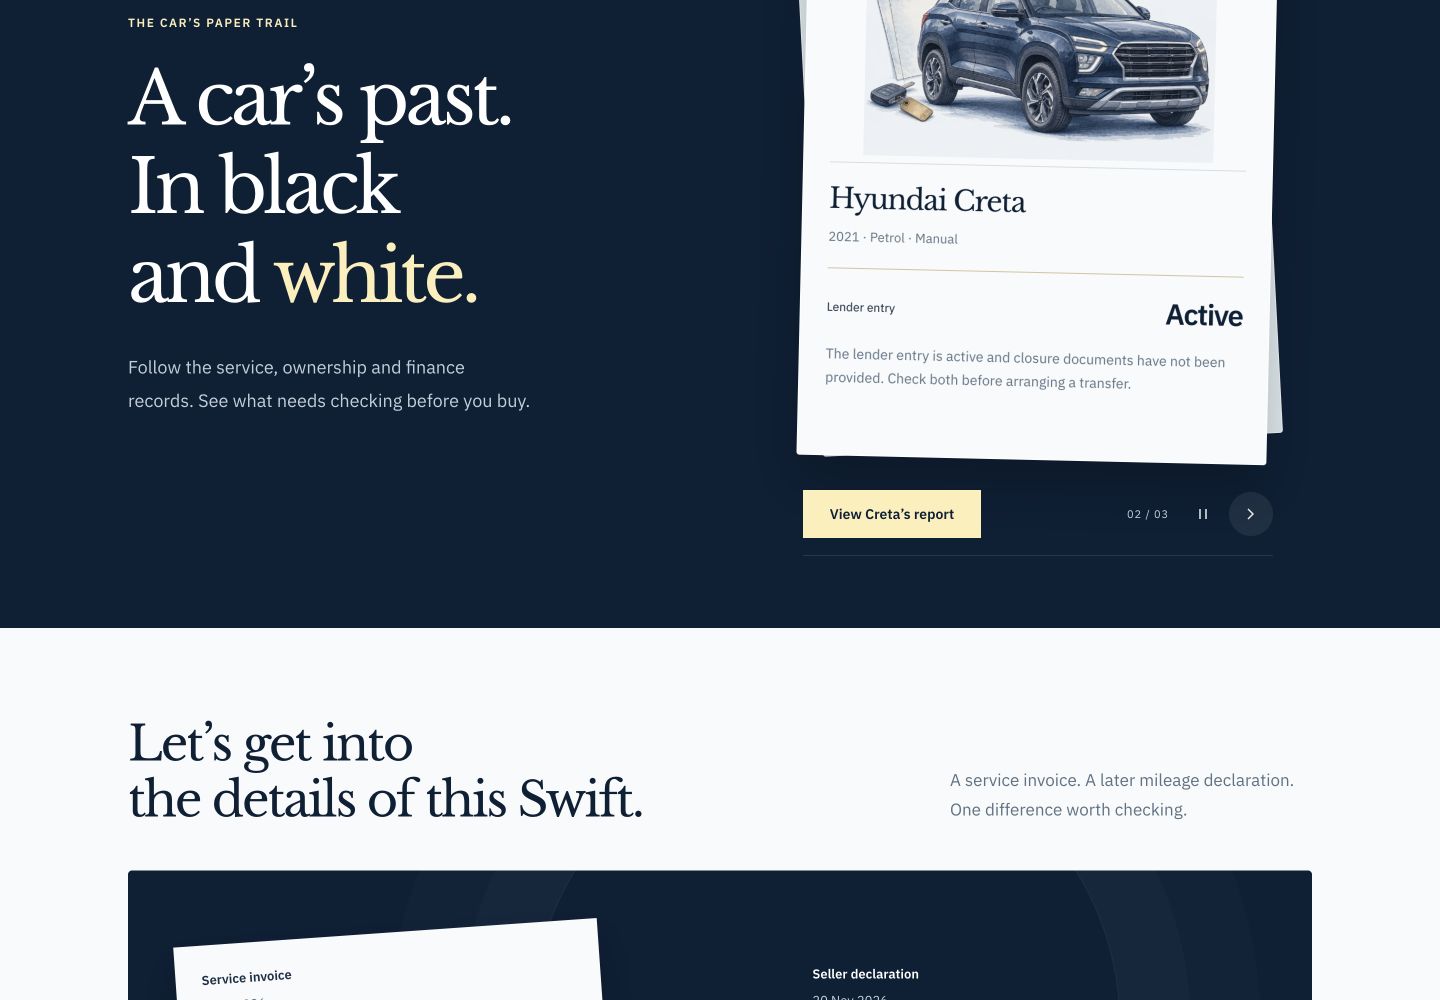 THE CAR’S PAPER TRAIL
A car’s past.
In black
and white.
Follow the service, ownership and finance
records. See what needs checking before you buy.
Hyundai Creta
2021 · Petrol · Manual
Lender entry
Active
The lender entry is active and closure documents have not been
provided. Check both before arranging a transfer.
View Creta’s report
02 / 03
Let’s get into
the details of this Swift.
A service invoice. A later mileage declaration.
One difference worth checking.
Service invoice
Seller declaration